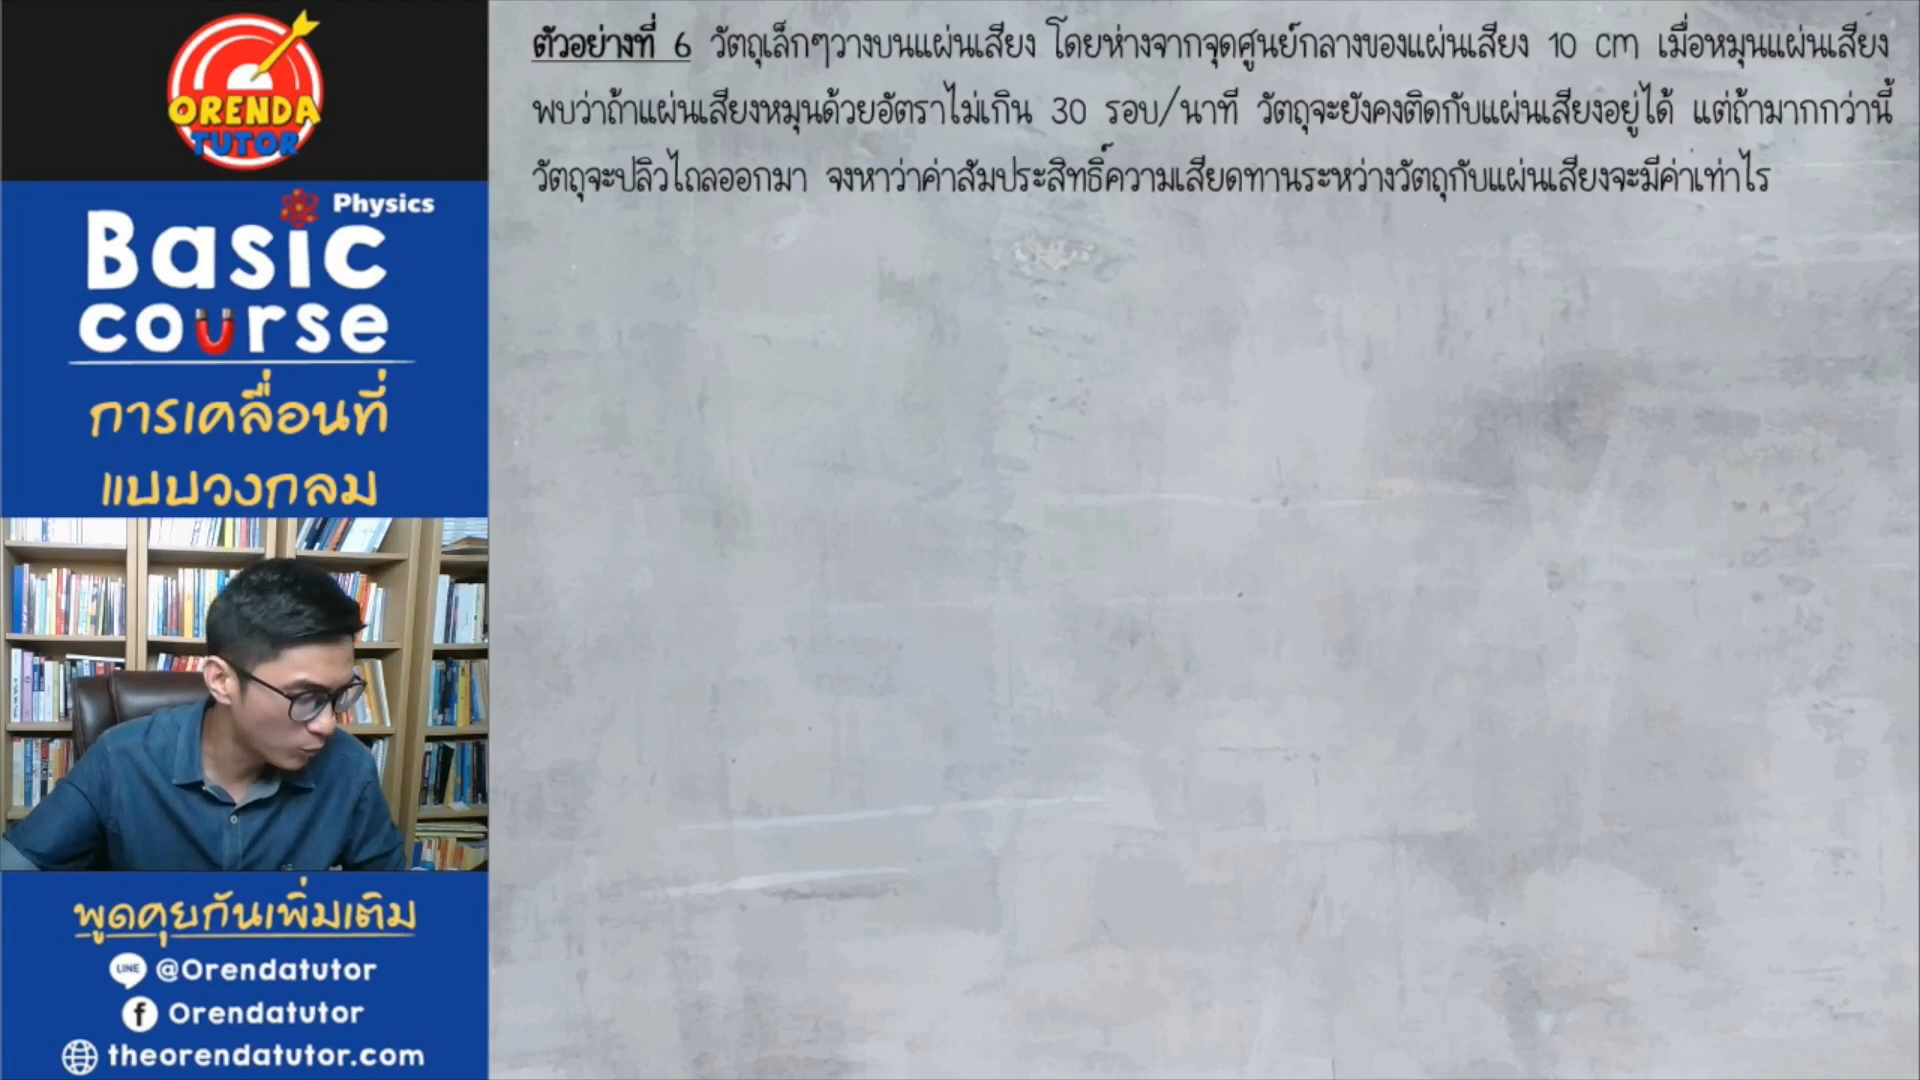 ORENDA
TUTOR
Physics
Basic
course
การเคลื่อนที่
แบบวงกลม
พูดคุยกันเพิ่มเติม
LINE @Orendatutor
f Orendatutor
theorendatutor.com
ตัวอย่างที่ 6 วัตถุเล็กๆวางบนแผ่นเสียง โดยห่างจากจุดศูนย์กลางของแผ่นเสียง 10 cm เมื่อหมุนแผ่นเสียง
พบว่าถ้าแผ่นเสียงหมุนด้วยอัตราไม่เกิน 30 รอบ/นาที วัตถุจะยังคงติดกับแผ่นเสียงอยู่ได้ แต่ถ้ามากกว่านี้
วัตถุจะปลิวไถลออกมา จงหาว่าค่าสัมประสิทธิ์ความเสียดทานระหว่างวัตถุกับแผ่นเสียงจะมีค่าเท่าไร